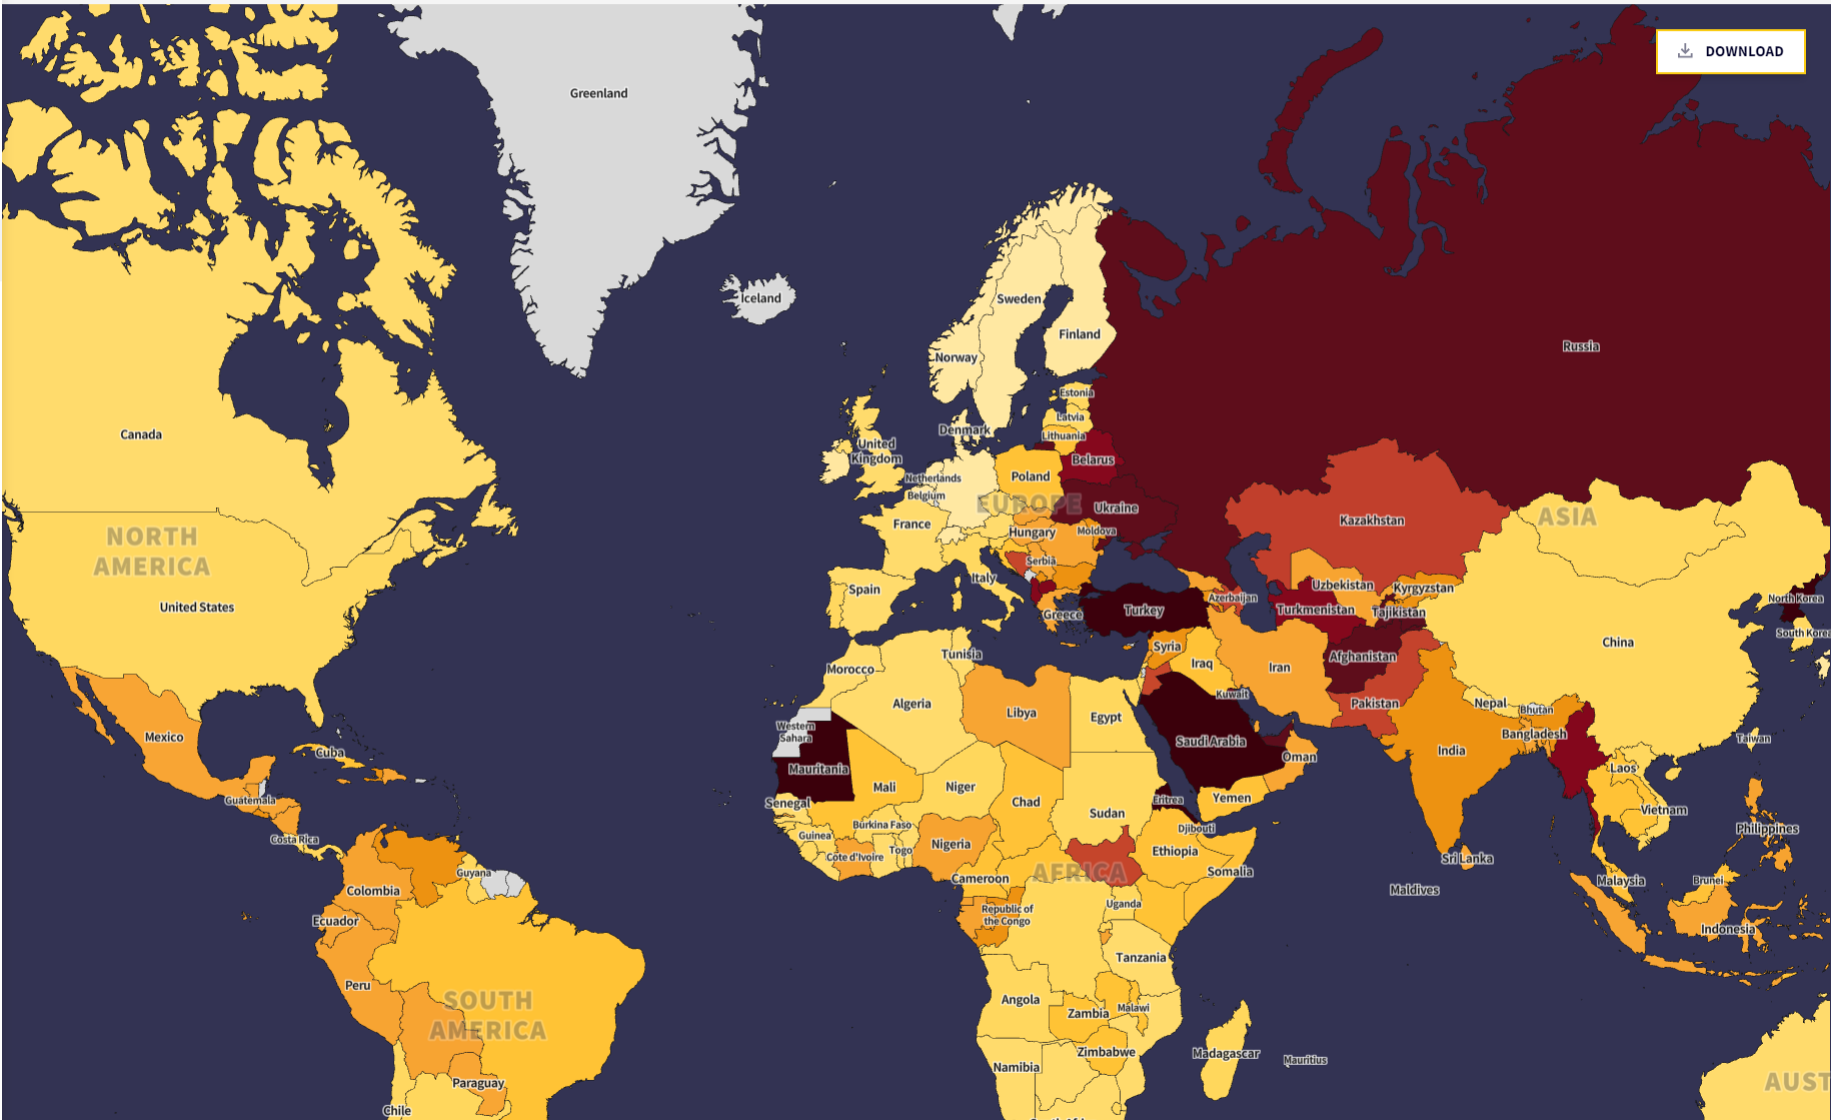 DOWNLOAD
Greenland
Iceland
Sweden
Finland
Norway
Russia
Estonia
Latvia
Denmark
Lithuania
United
Kingdom
Belarus
Canada
Netherlands
Poland
Belgium
EUROPE
Ukraine
France
Hungary
Moldova
Kazakhstan
ASIA
NORTH
AMERICA
Serbia
Italy
Spain
Uzbekistan
Kyrgyzstan
Azerbaijan
North Korea
United States
Greece
Turkey
Turkmenistan
Tajikistan
South Korea
China
Tunisia
Syria
Afghanistan
Morocco
Iraq
Iran
Kuwait
Algeria
Pakistan
Nepal
Bhutan
Libya
Egypt
Western
Sahara
Mexico
Bangladesh
Taiwan
Saudi Arabia
India
Cuba
Oman
Mauritania
Laos
Mali
Niger
Guatemala
Senegal
Chad
Eritrea
Yemen
Sudan
Vietnam
Burkina Faso
Djibouti
Philippines
Guinea
Costa Rica
Nigeria
Togo
Côte d'Ivoire
Ethiopia
Sri Lanka
Guyana
AFRICA
Somalia
Cameroon
Malaysia
Brunei
Colombia
Maldives
Uganda
Republic of
the Congo
Ecuador
Indonesia
Tanzania
Peru
SOUTH
AMERICA
Angola
Malawi
Zambia
Zimbabwe
Madagascar
Mauritius
Namibia
Paraguay
AUST
Chile